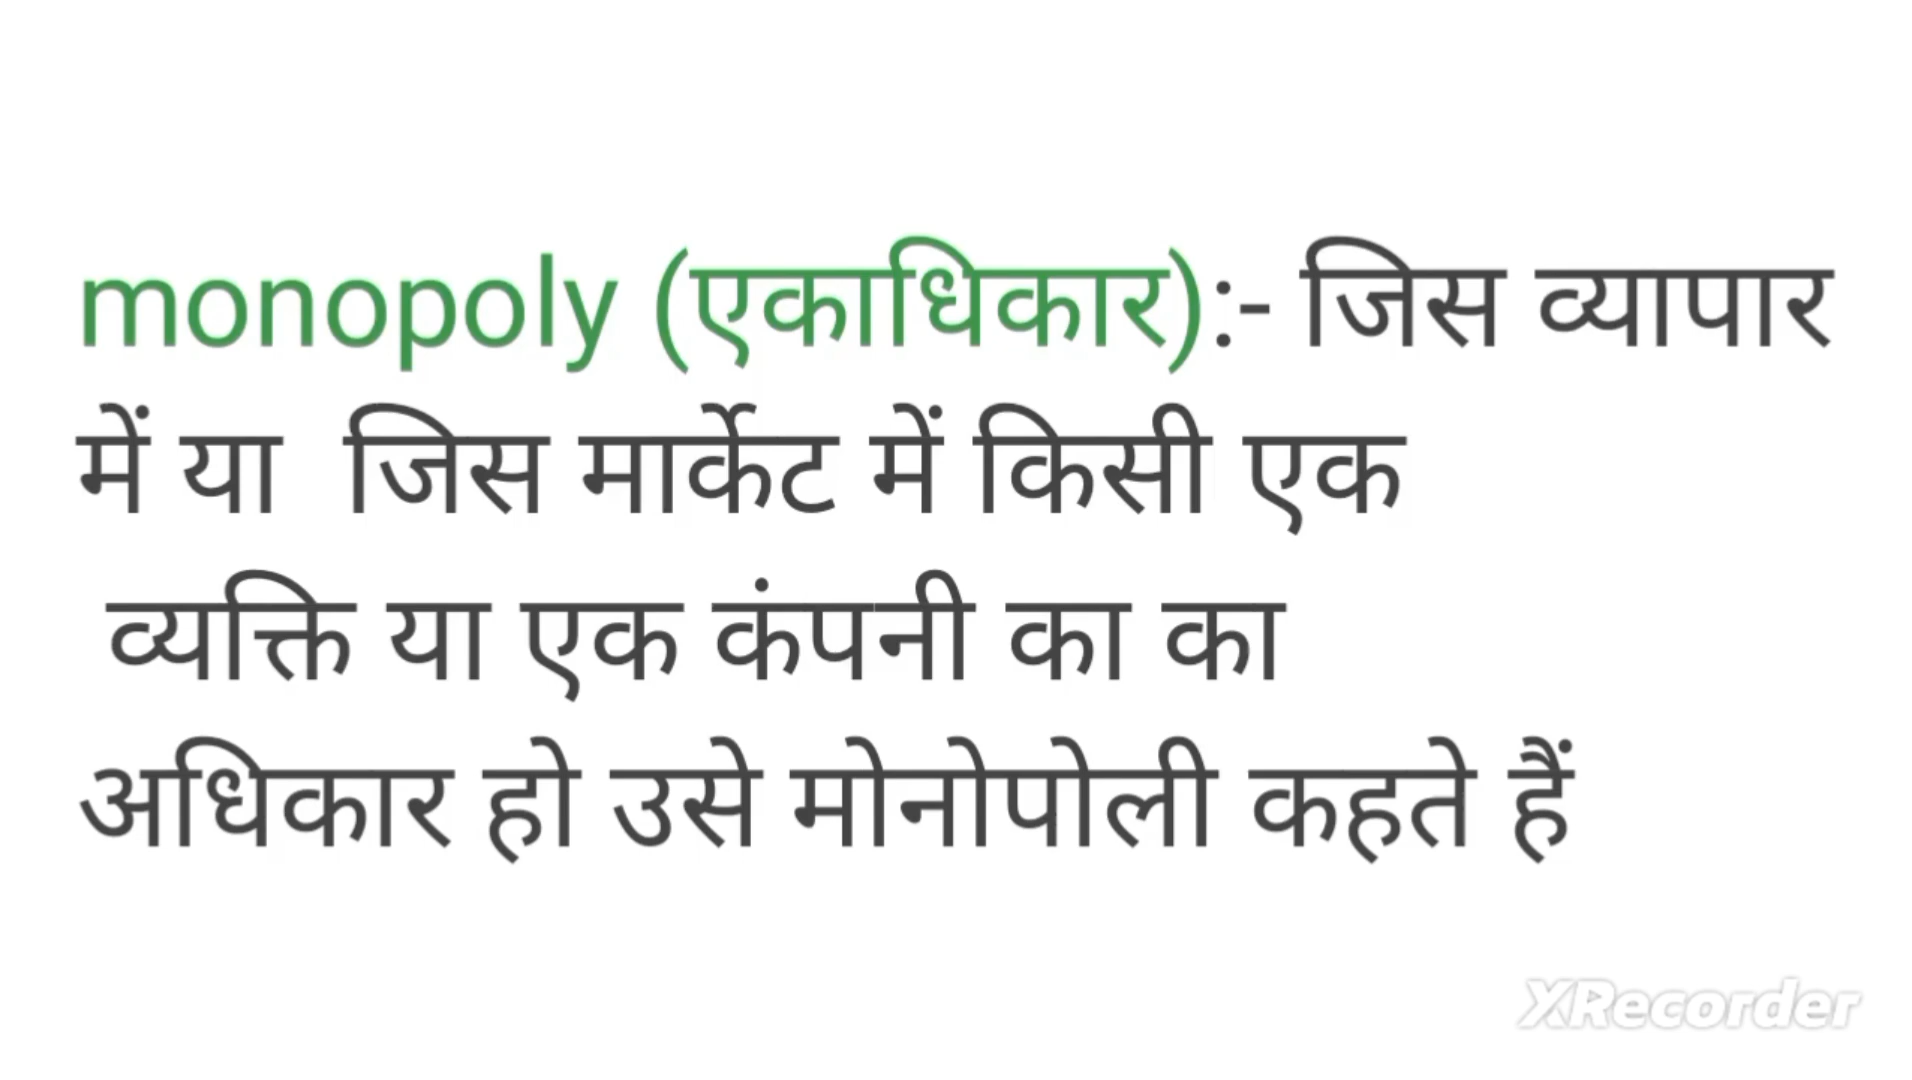 monopoly (एकाधिकार):- जिस व्यापार
में या जिस मार्केट में किसी एक
व्यक्ति या एक कंपनी का का
अधिकार हो उसे मोनोपोली कहते हैं
XRecorder